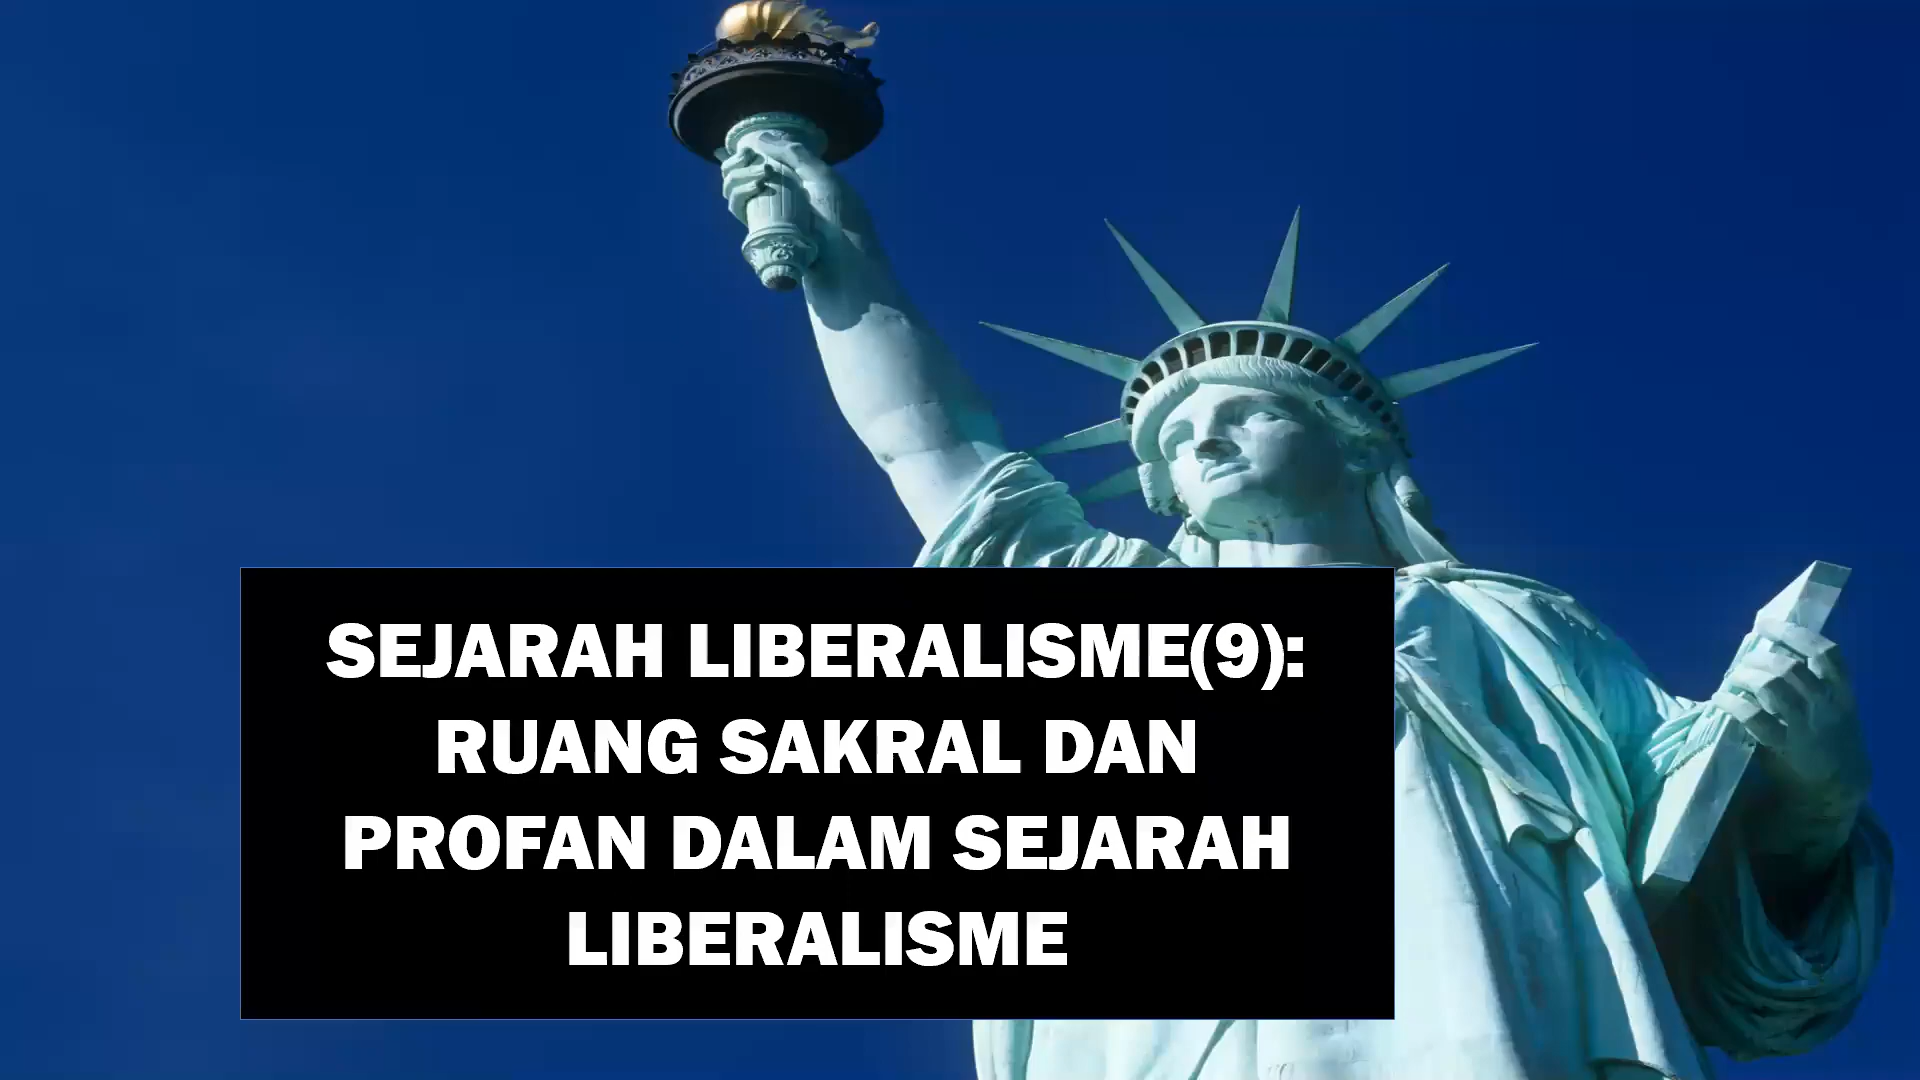 SEJARAH LIBERALISME(9):
RUANG SAKRAL DAN
PROFAN DALAM SEJARAH
LIBERALISME